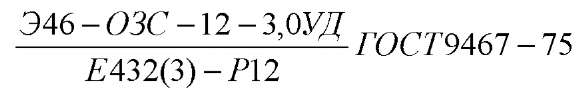 Э46 – ОЗС – 12 – 3,0УД
Е432(3) – Р12
ГОСТ9467 – 75